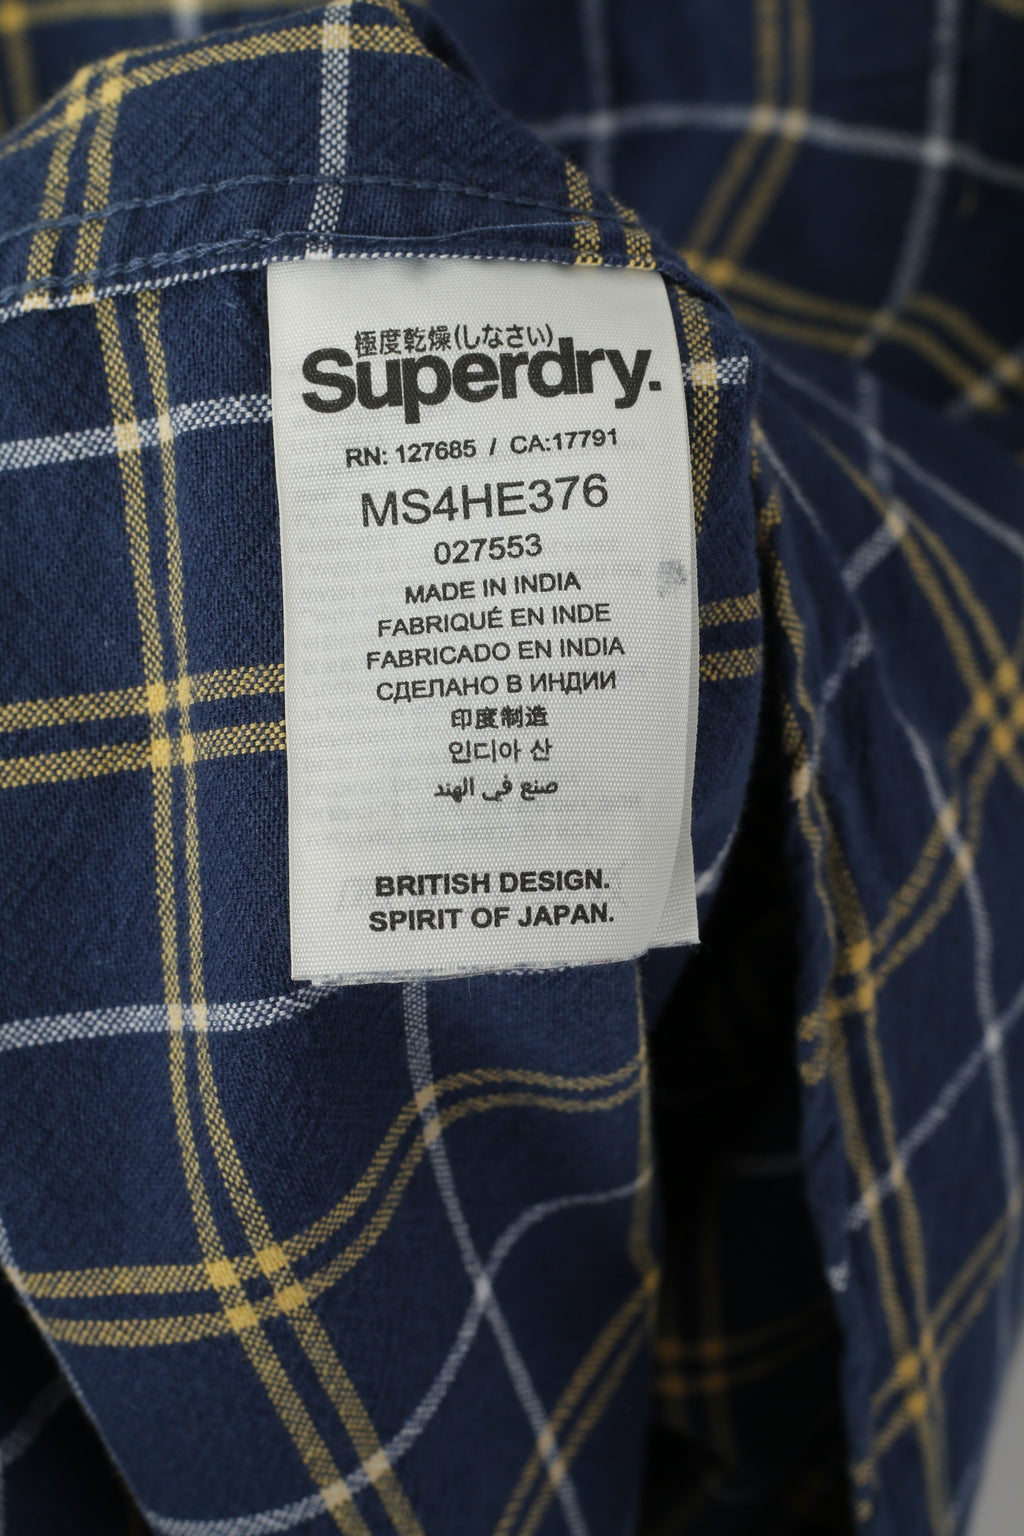 極度乾燥(しなさい)
Superdry.
RN: 127685 / CA:17791
MS4HE376
027553
MADE IN INDIA
FABRIQUÉ EN INDE
FABRICADO EN INDIA
СДЕЛАНО В ИНДИИ
印度制造
인디아 산
صنع في الهند
BRITISH DESIGN.
SPIRIT OF JAPAN.